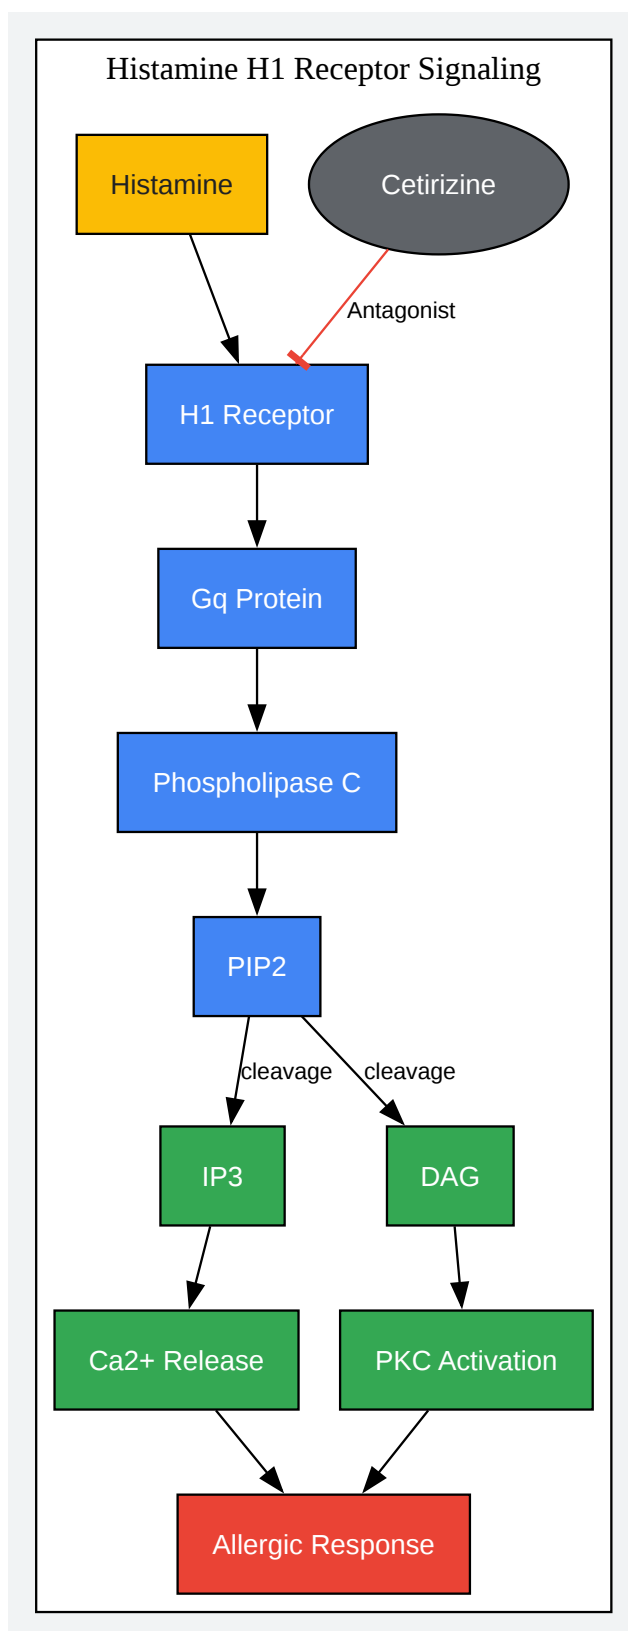 Histamine H1 Receptor Signaling
Histamine
Cetirizine
Antagonist
H1 Receptor
Gq Protein
Phospholipase C
PIP2
cleavage
cleavage
IP3
DAG
Ca2+ Release
PKC Activation
Allergic Response